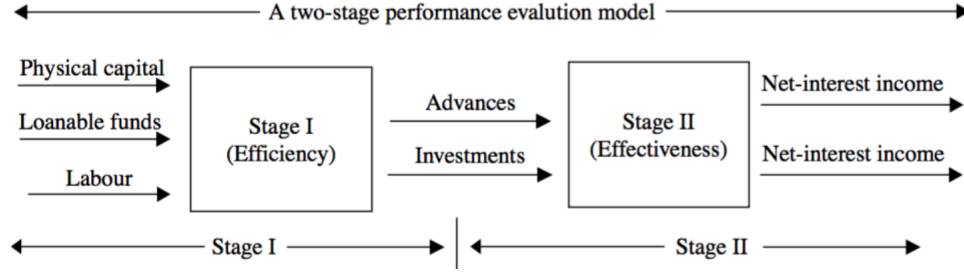 A two-stage performance evalution model
Physical capital
Loanable funds
Labour
Stage I
(Efficiency)
Advances
Investments
Stage II
(Effectiveness)
Net-interest income
Net-interest income
Stage I
Stage II